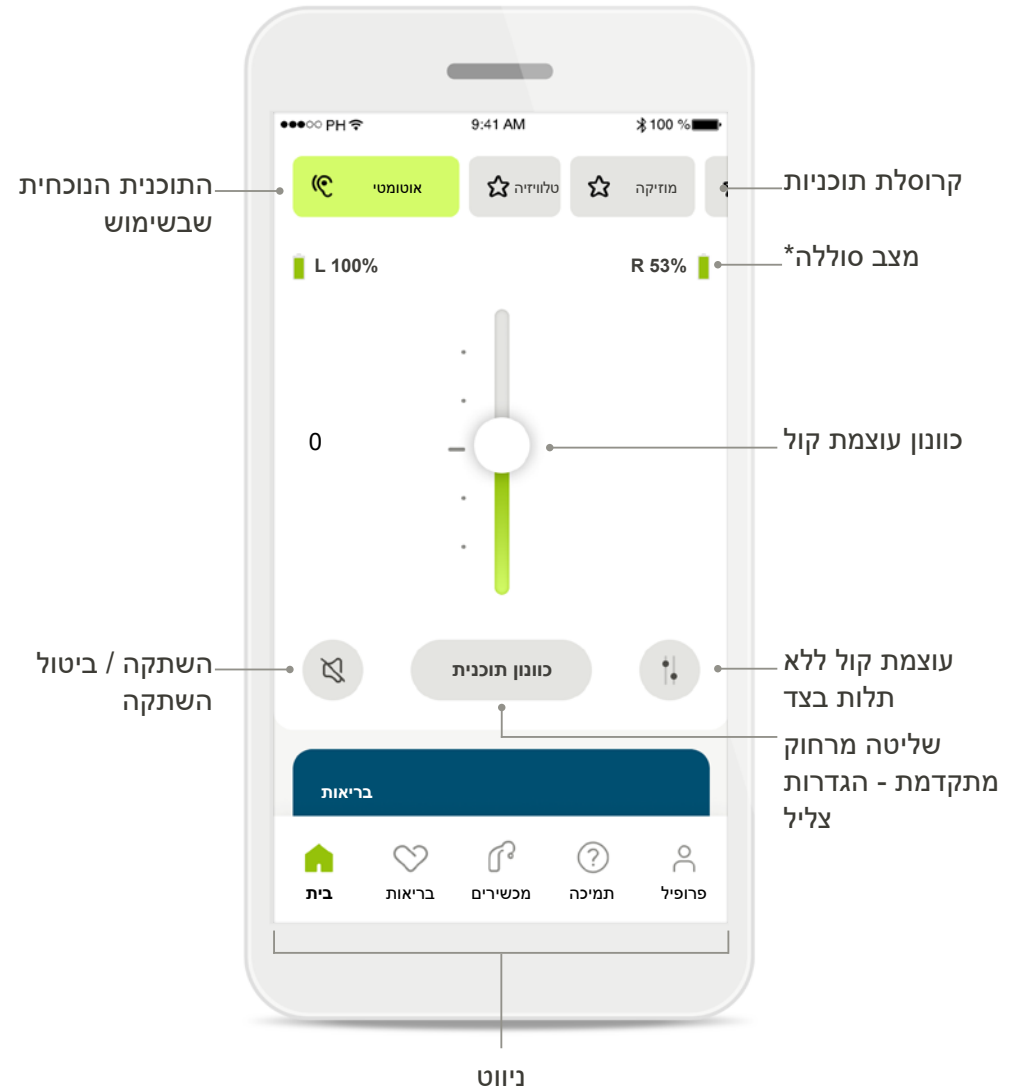 PH 9:41 AM 100 %
התוכנית הנוכחית
שבשימוש
אוטומטי
טלוויזיה
מוזיקה
קרוסלת תוכניות
L 100%
R 53%
מצב סוללה*
0
כוונון עוצמת קול
השתקה / ביטול
השתקה
כוונון תוכנית
עוצמת קול ללא
תלות בצד
שליטה מרחוק
מתקדמת - הגדרות
צליל
בריאות
בית
בריאות
מכשירים
תמיכה
פרופיל
ניווט